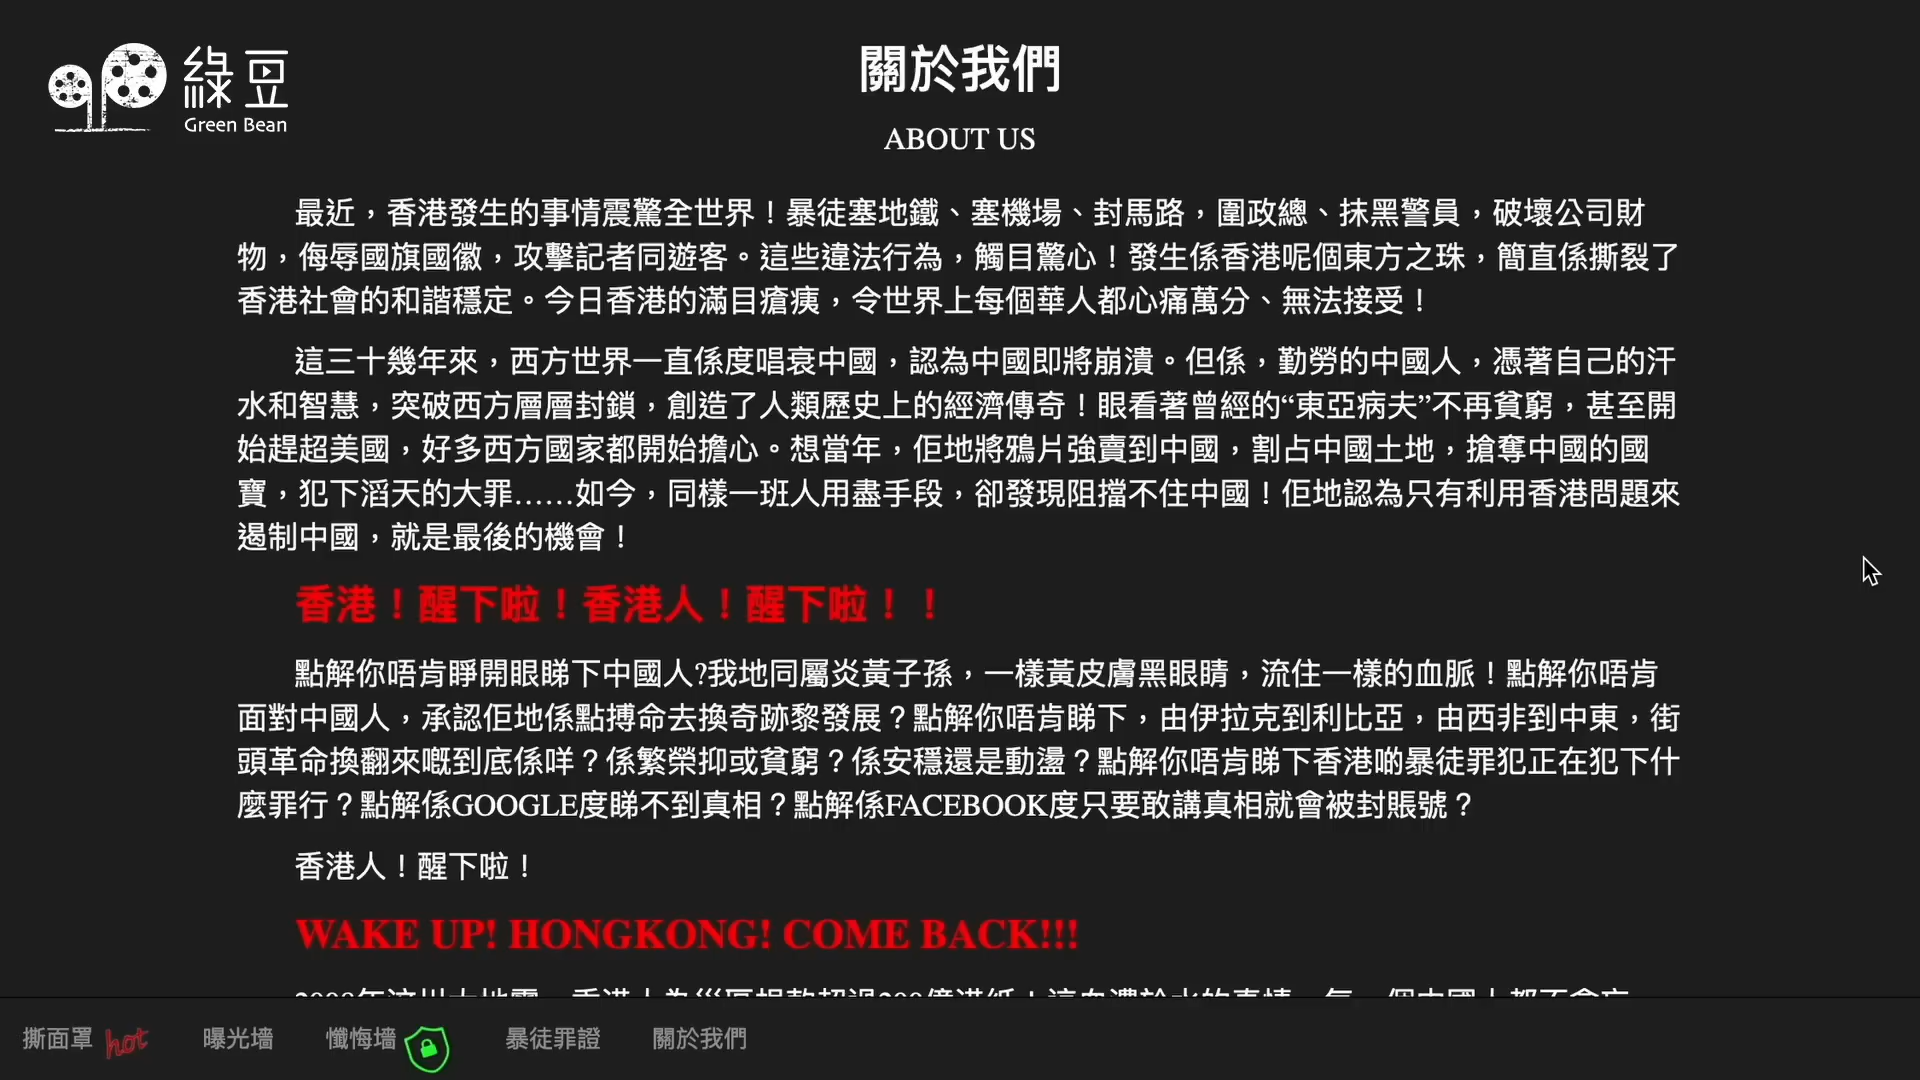 綠豆
Green Bean
關於我們
ABOUT US
最近，香港發生的事情震驚全世界！暴徒塞地鐵、塞機場、封馬路，圍政總、抹黑警員，破壞公司財
物，侮辱國旗國徽，攻擊記者同遊客。這些違法行為，觸目驚心！發生係香港呢個東方之珠，簡直係撕裂了
香港社會的和諧穩定。今日香港的滿目瘡痍，令世界上每個華人都心痛萬分、無法接受！
這三十幾年來，西方世界一直係度唱衰中國，認為中國即將崩潰。但係，勤勞的中國人，憑著自己的汗
水和智慧，突破西方層層封鎖，創造了人類歷史上的經濟傳奇！眼看著曾經的“東亞病夫”不再貧窮，甚至開
始趕超美國，好多西方國家都開始擔心。想當年，佢地將鴉片強賣到中國，割占中國土地，搶奪中國的國
寶，犯下滔天的大罪……如今，同樣一班人用盡手段，卻發現阻擋不住中國！佢地認為只有利用香港問題來
遏制中國，就是最後的機會！
香港！醒下啦！香港人！醒下啦！！
點解你唔肯睜開眼睇下中國人?我地同屬炎黃子孫，一樣黃皮膚黑眼睛，流住一樣的血脈！點解你唔肯
面對中國人，承認佢地係點搏命去換奇跡黎發展？點解你唔肯睇下，由伊拉克到利比亞，由西非到中東，街
頭革命換翻來嘅到底係咩？係繁榮抑或貧窮？係安穩還是動盪？點解你唔肯睇下香港啲暴徒罪犯正在犯下什
麼罪行？點解係GOOGLE度睇不到真相？點解係FACEBOOK度只要敢講真相就會被封賬號？
香港人！醒下啦！
WAKE UP! HONGKONG! COME BACK!!!
撕面罩 hot 曝光墻 懺悔墻 暴徒罪證 關於我們